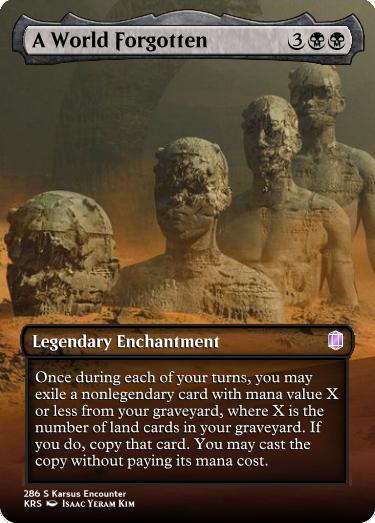 A World Forgotten 3
Legendary Enchantment
Once during each of your turns, you may
exile a nonlegendary card with mana value X
or less from your graveyard, where X is the
number of land cards in your graveyard. If
you do, copy that card. You may cast the
copy without paying its mana cost.
286 S Karsus Encounter
KRS Isaac Yeram Kim